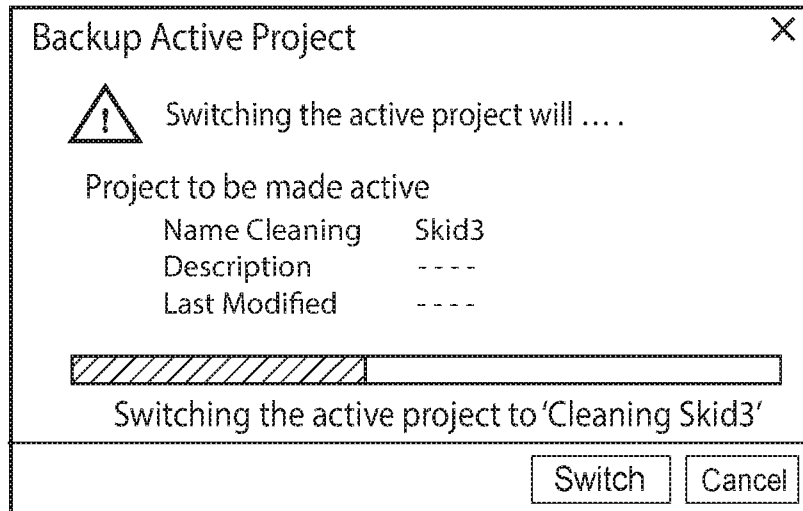 Backup Active Project
Switching the active project will ... .
Project to be made active
Name Cleaning Skid3
Description ----
Last Modified ----
Switching the active project to 'Cleaning Skid3'
Switch Cancel